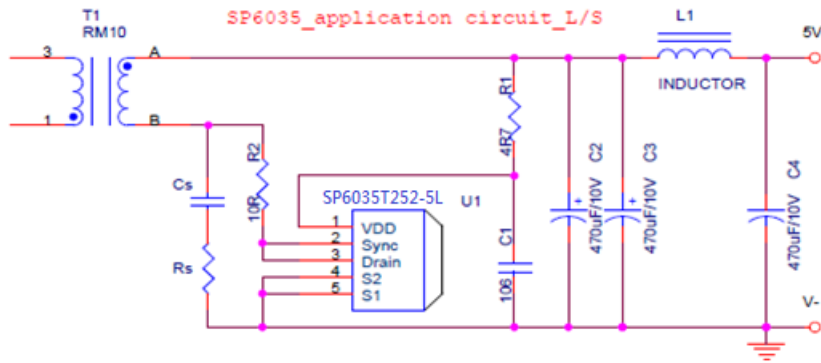 SP6035_application circuit_L/S
T1
RM10
3
A
1
B
L1
INDUCTOR
5V
R1
4R7
C2
470uF/10V
+
C3
470uF/10V
+
C4
470uF/10V
Cs
Rs
R2
10R
SP6035T252-5L
U1
1 VDD
2 Sync
3 Drain
4 S2
5 S1
C1
106
V-